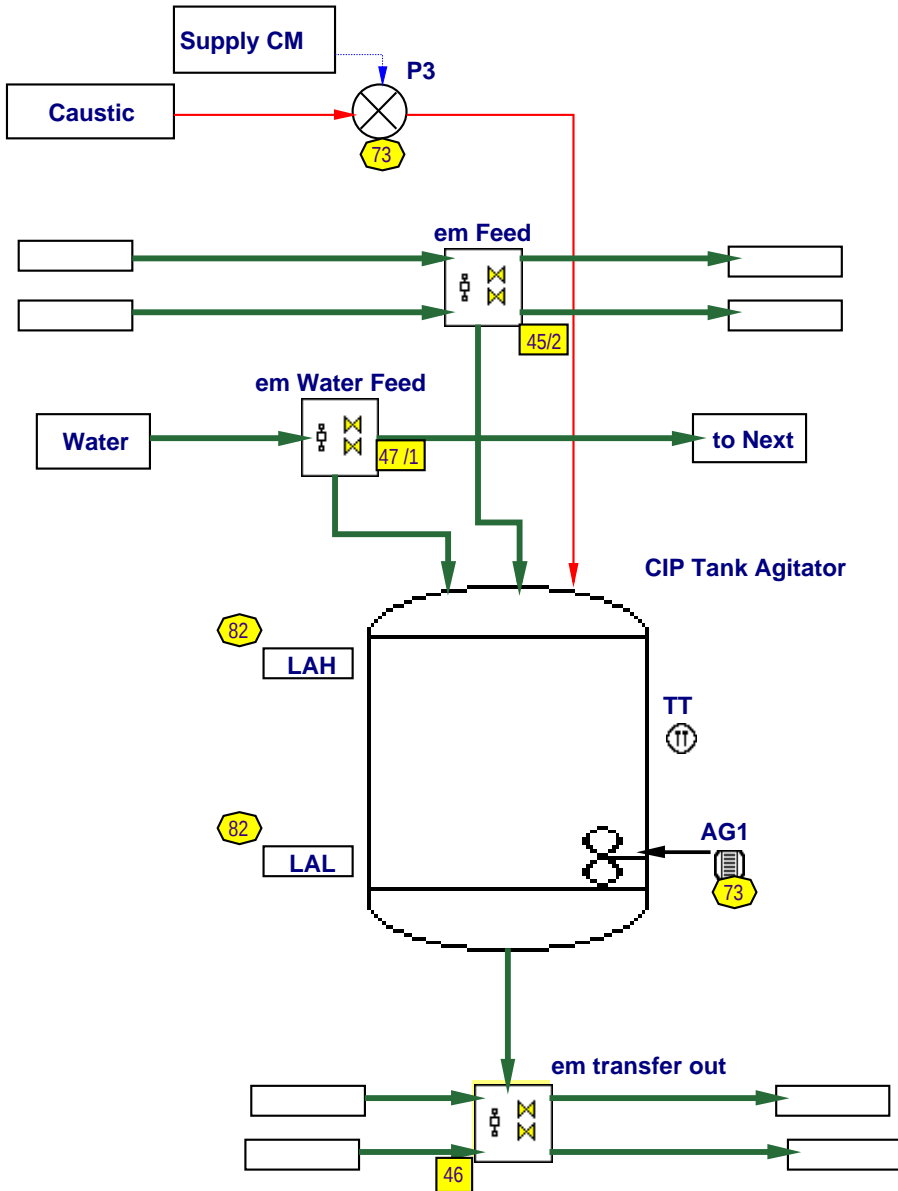 Supply CM
P3
Caustic
73
em Feed
45/2
em Water Feed
Water
47 /1
to Next
CIP Tank Agitator
82
LAH
TT
82
LAL
AG1
73
em transfer out
46